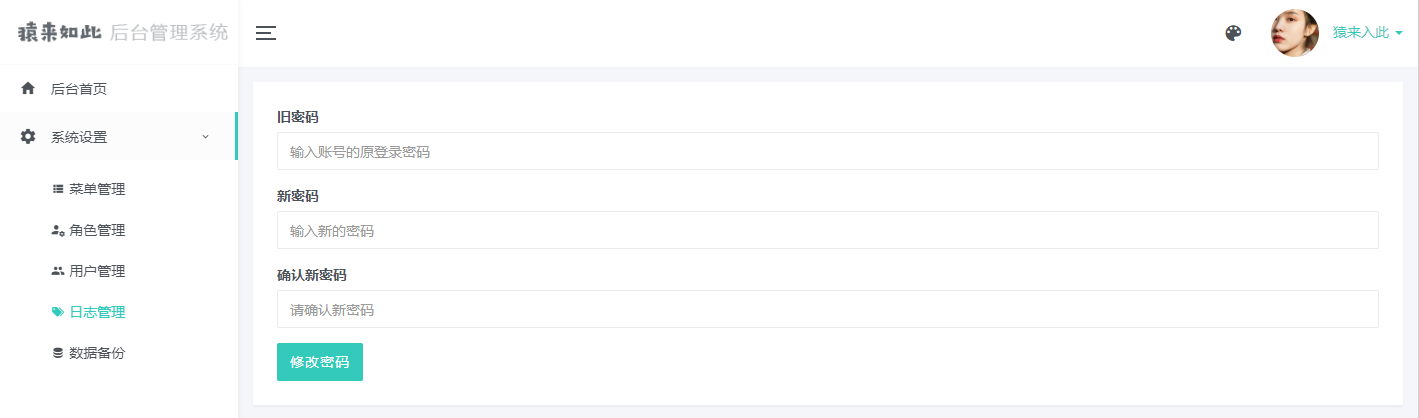 猿来如此 后台管理系统
猿来入此
后台首页
系统设置
菜单管理
角色管理
用户管理
日志管理
数据备份
旧密码
输入账号的原登录密码
新密码
输入新的密码
确认新密码
请确认新密码
修改密码